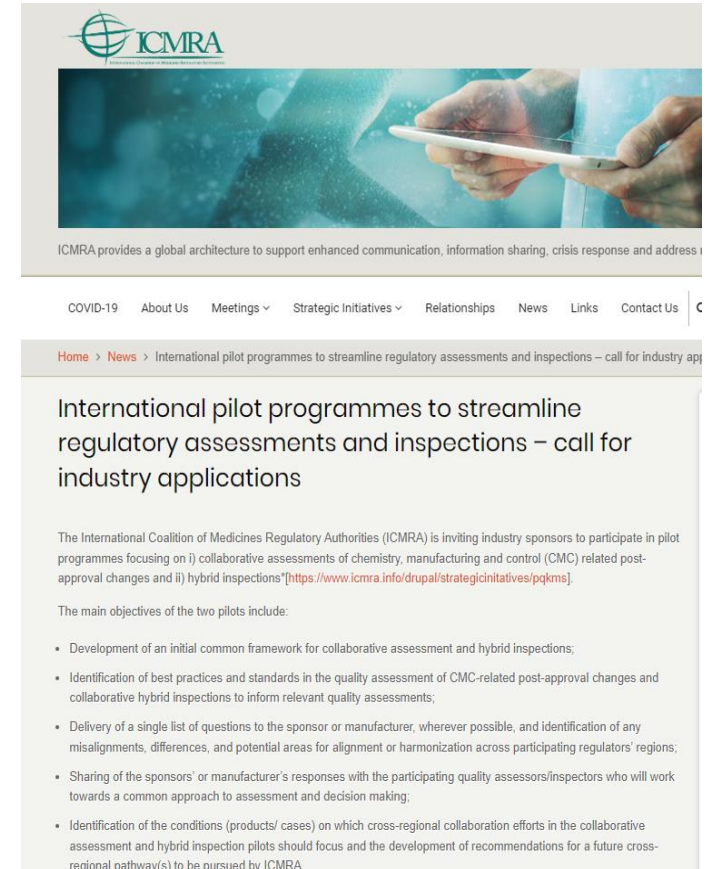 ICMRA
ICMRA provides a global architecture to support enhanced communication, information sharing, crisis response and address
COVID-19 About Us Meetings Strategic Initiatives Relationships News Links Contact Us
Home > News > International pilot programmes to streamline regulatory assessments and inspections – call for industry
International pilot programmes to streamline
regulatory assessments and inspections – call for
industry applications
The International Coalition of Medicines Regulatory Authorities (ICMRA) is inviting industry sponsors to participate in pilot
programmes focusing on i) collaborative assessments of chemistry, manufacturing and control (CMC) related post-
approval changes and ii) hybrid inspections*[https://www.icmra.info/drupal/strategicinitatives/pqkms].
The main objectives of the two pilots include:
• Development of an initial common framework for collaborative assessment and hybrid inspections;
• Identification of best practices and standards in the quality assessment of CMC-related post-approval changes and
collaborative hybrid inspections to inform relevant quality assessments;
• Delivery of a single list of questions to the sponsor or manufacturer, wherever possible, and identification of any
misalignments, differences, and potential areas for alignment or harmonization across participating regulators' regions;
• Sharing of the sponsors' or manufacturer's responses with the participating quality assessors/inspectors who will work
towards a common approach to assessment and decision making;
• Identification of the conditions (products/ cases) on which cross-regional collaboration efforts in the collaborative
assessment and hybrid inspection pilots should focus and the development of recommendations for a future cross-
regional pathway(s) to be pursued by ICMRA